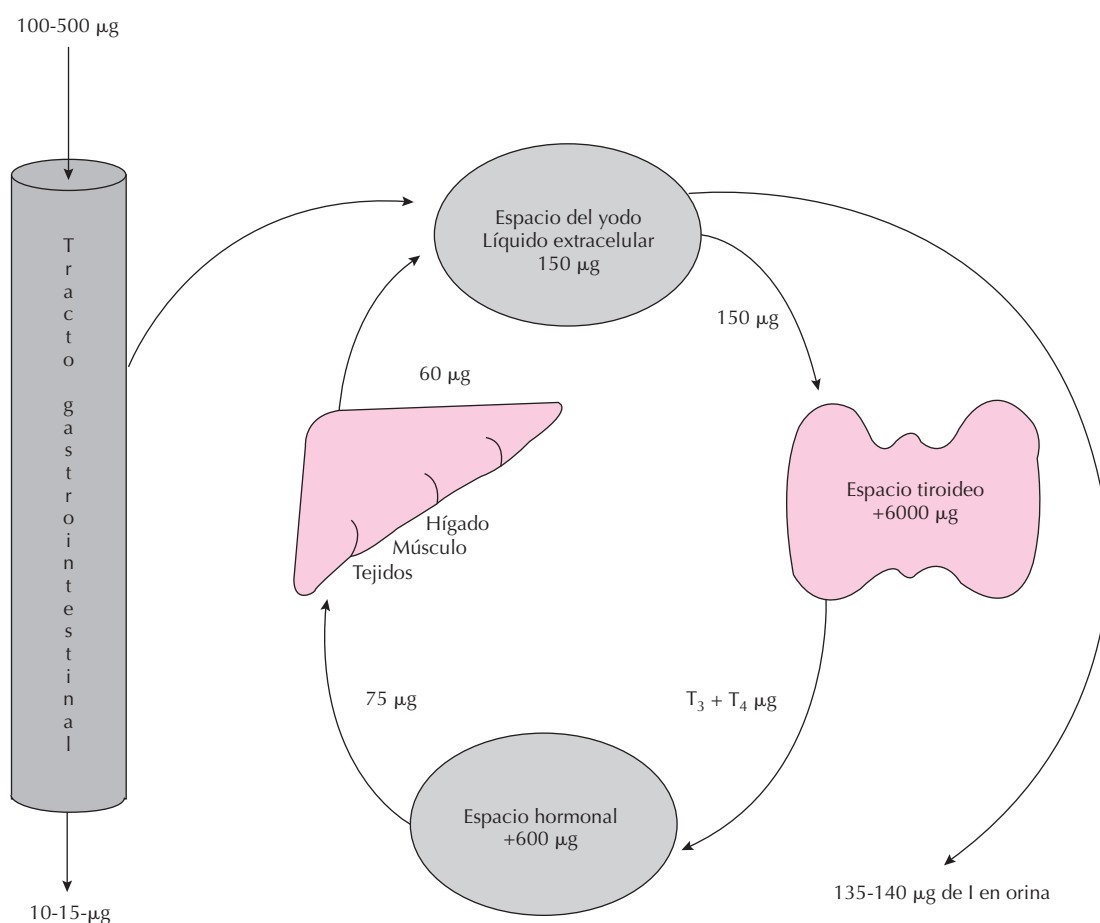 100-500 µg
Tracto gastrointestinal
10-15-µg
Espacio del yodo
Líquido extracelular
150 µg
150 µg
60 µg
Hígado
Músculo
Tejidos
Espacio tiroideo
+6000 µg
75 µg
T3 + T4 µg
Espacio hormonal
+600 µg
135-140 µg de I en orina